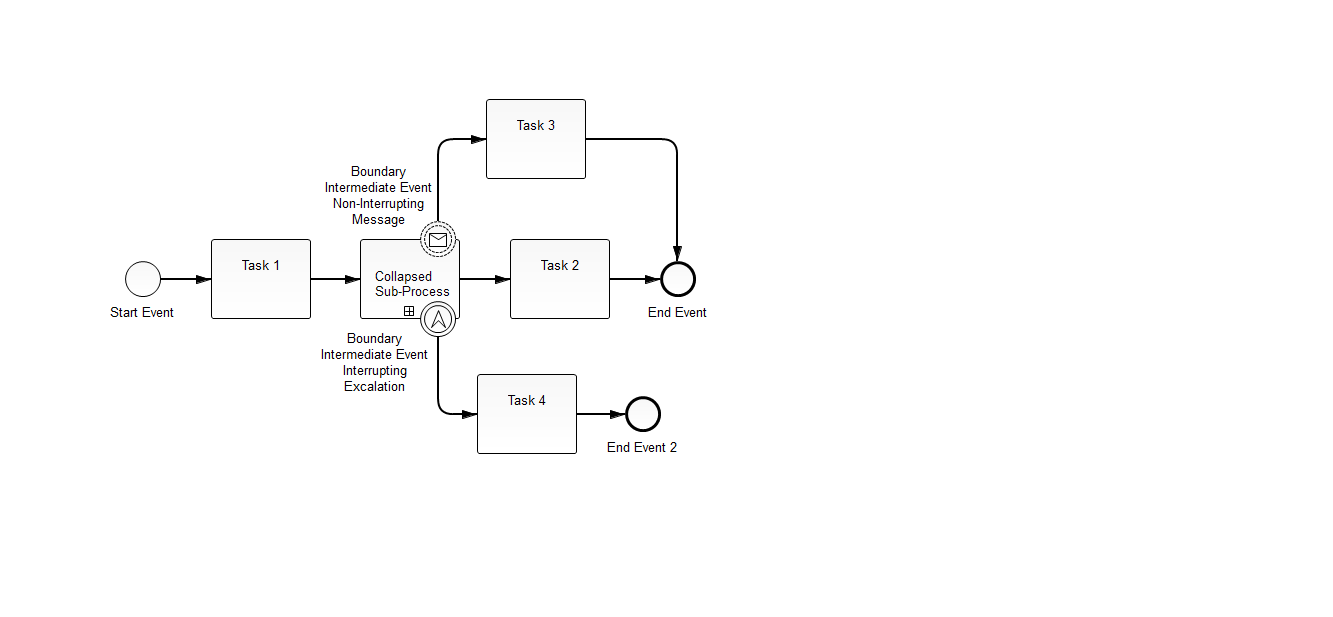 Task 3
Boundary
Intermediate Event
Non-Interrupting
Message
Task 1
Collapsed
Sub-Process
Task 2
Start Event
End Event
Boundary
Intermediate Event
Interrupting
Excalation
Task 4
End Event 2